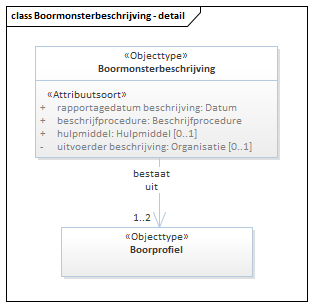 class Boormonsterbeschrijving - detail
«Objecttype»
Boormonsterbeschrijving
«Attribuutsoort»
+ rapportagedatum beschrijving: Datum
+ beschrijfprocedure: Beschrijfprocedure
+ hulpmiddel: Hulpmiddel [0..1]
- uitvoerder beschrijving: Organisatie [0..1]
bestaat
uit
1..2
«Objecttype»
Boorprofiel